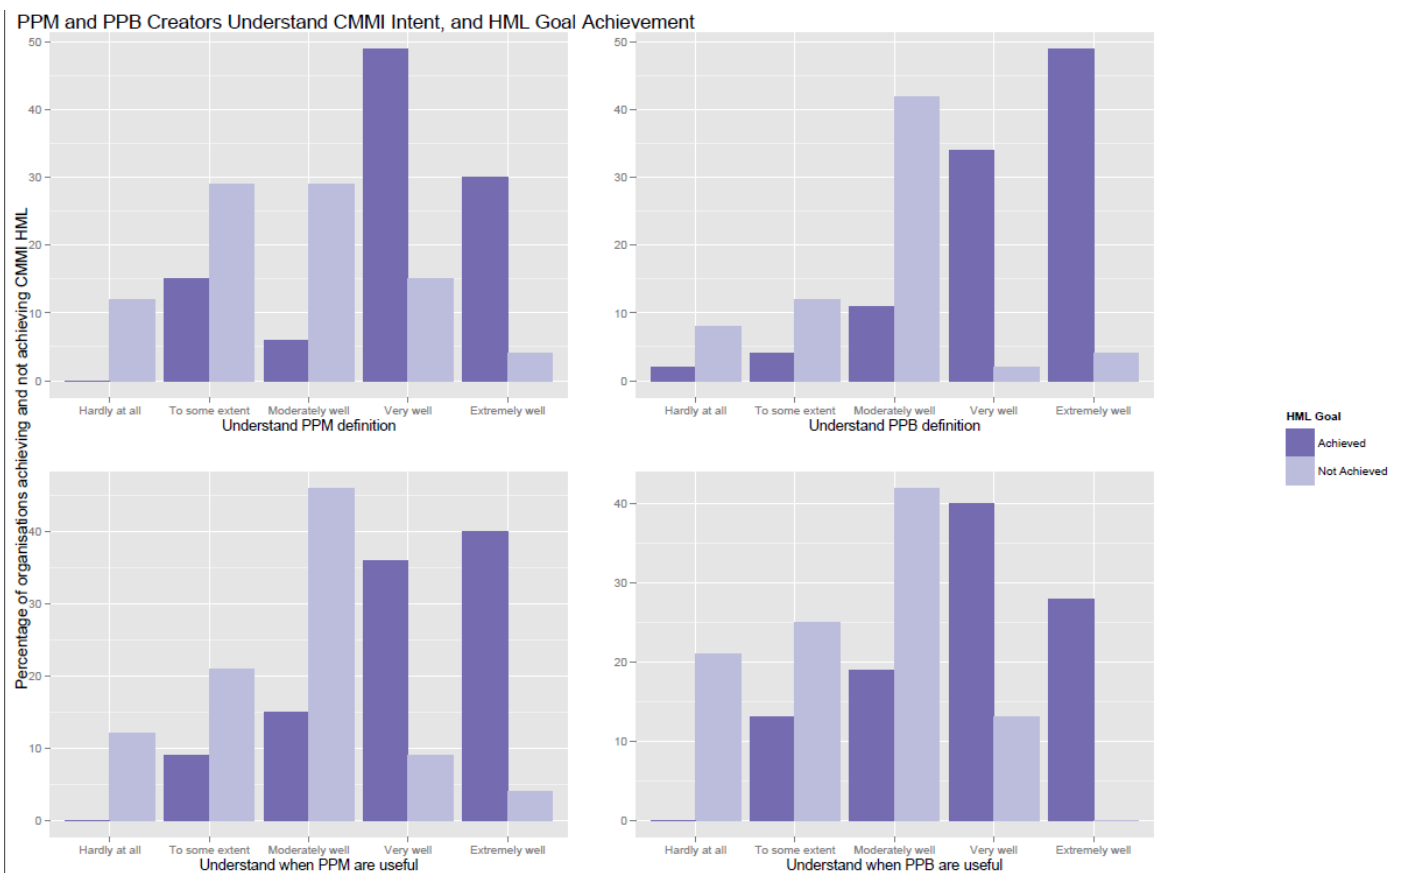 PPM and PPB Creators Understand CMMI Intent, and HML Goal Achievement
Percentage of organisations achieving and not achieving CMMI HML
50
40
30
20
10
0
Hardly at all To some extent Moderately well Very well Extremely well
Understand PPM definition
50
40
30
20
10
0
Hardly at all To some extent Moderately well Very well Extremely well
Understand PPB definition
40
30
20
10
0
Hardly at all To some extent Moderately well Very well Extremely well
Understand when PPM are useful
40
30
20
10
0
Hardly at all To some extent Moderately well Very well Extremely well
Understand when PPB are useful
HML Goal
Achieved
Not Achieved